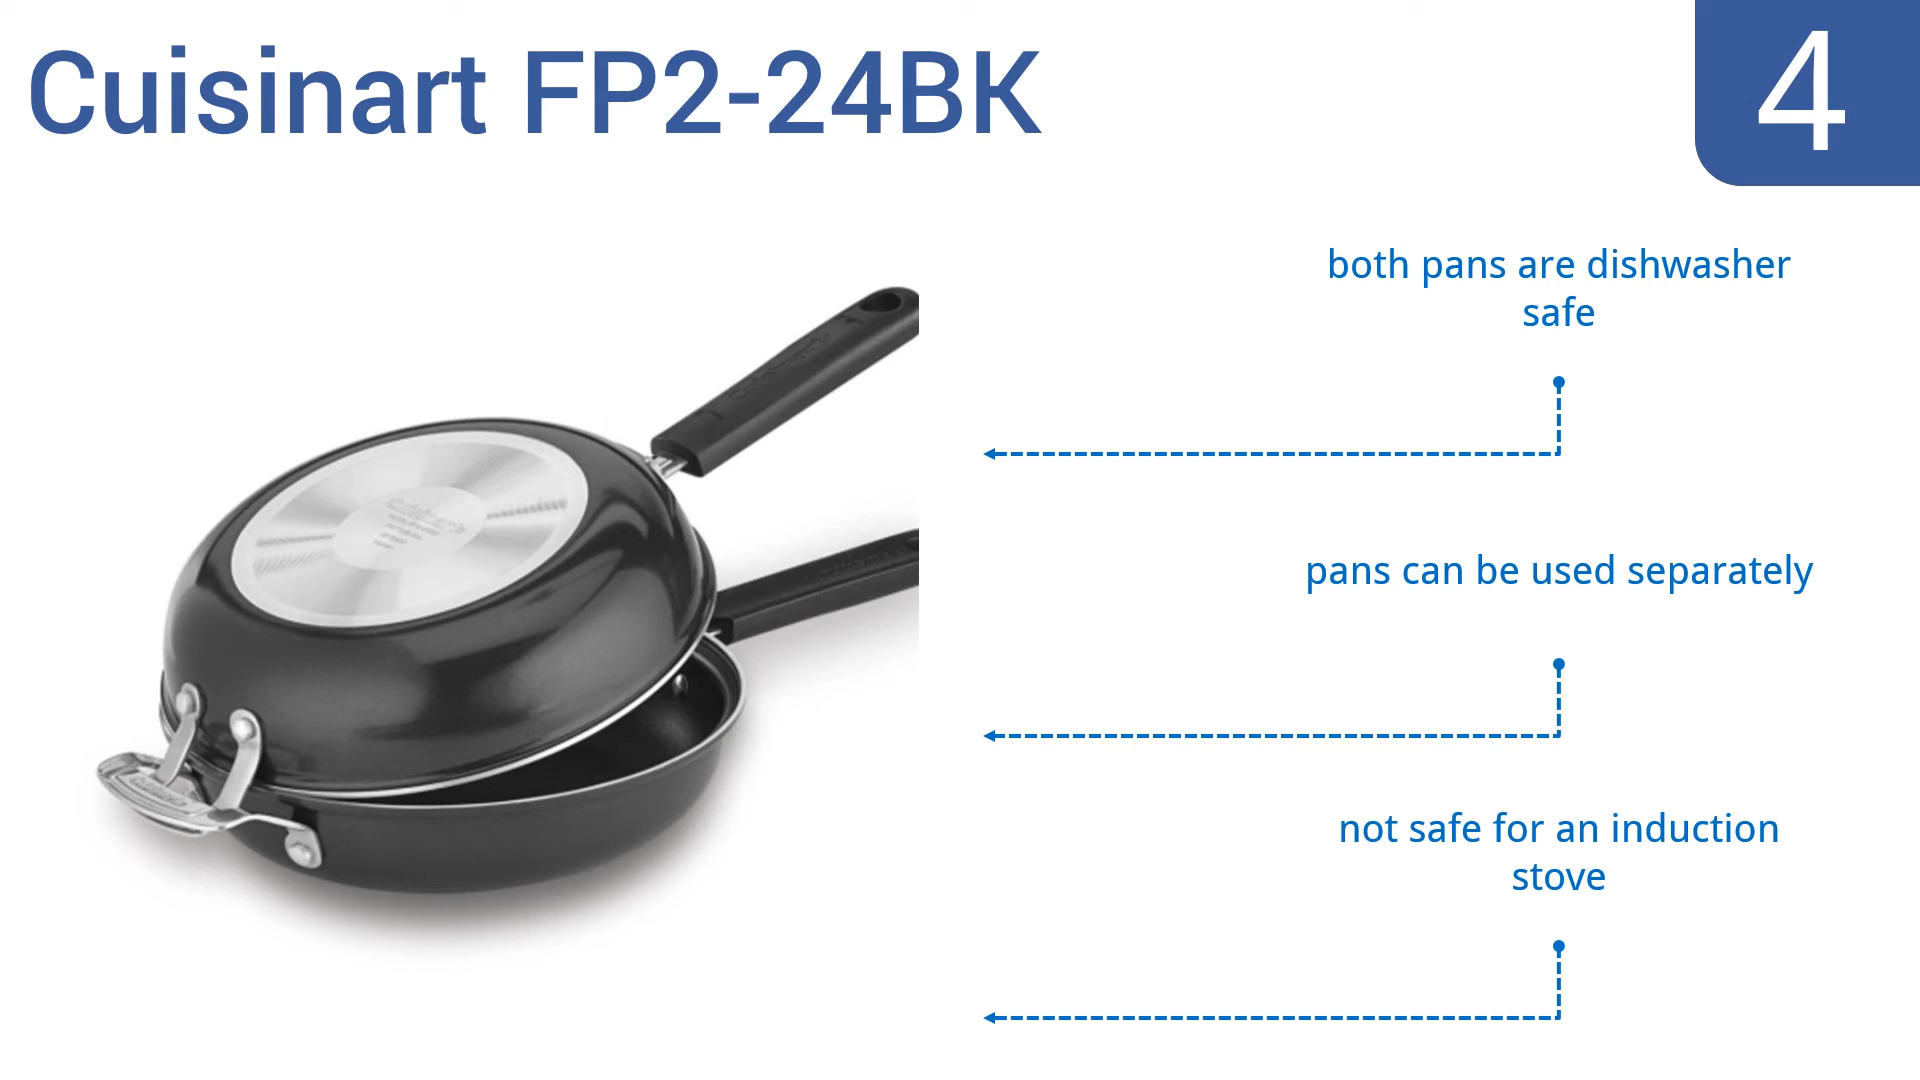 Cuisinart FP2-24BK
4
both pans are dishwasher
safe
pans can be used separately
not safe for an induction
stove